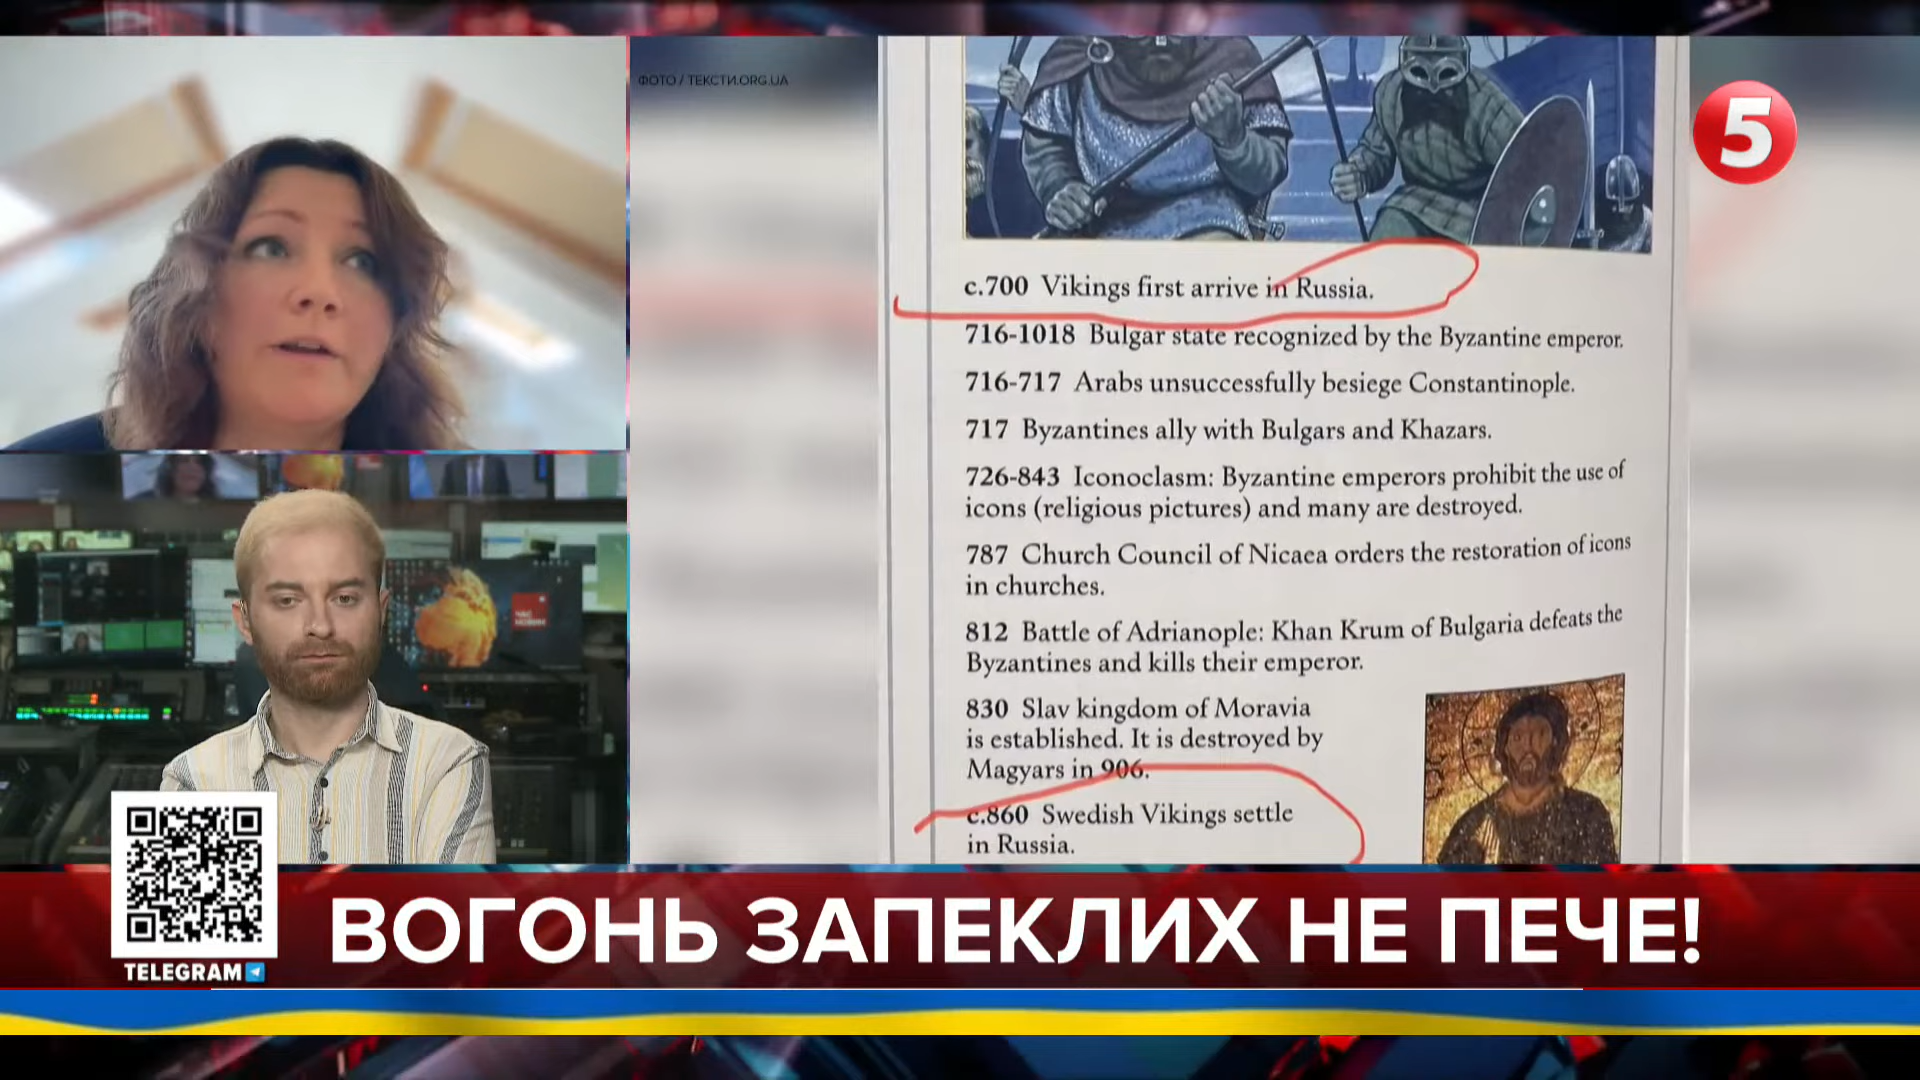 ФОТО / ТЕКСТИ.ORG.UA
5
c.700 Vikings first arrive in Russia.
716-1018 Bulgar state recognized by the Byzantine emperor.
716-717 Arabs unsuccessfully besiege Constantinople.
717 Byzantines ally with Bulgars and Khazars.
726-843 Iconoclasm: Byzantine emperors prohibit the use of
icons (religious pictures) and many are destroyed.
787 Church Council of Nicaea orders the restoration of icons
in churches.
812 Battle of Adrianople: Khan Krum of Bulgaria defeats the
Byzantines and kills their emperor.
830 Slav kingdom of Moravia
is established. It is destroyed by
Magyars in 906.
c.860 Swedish Vikings settle
in Russia.
ЧАС
НОВИН
TELEGRAM
ВОГОНЬ ЗАПЕКЛИХ НЕ ПЕЧЕ!